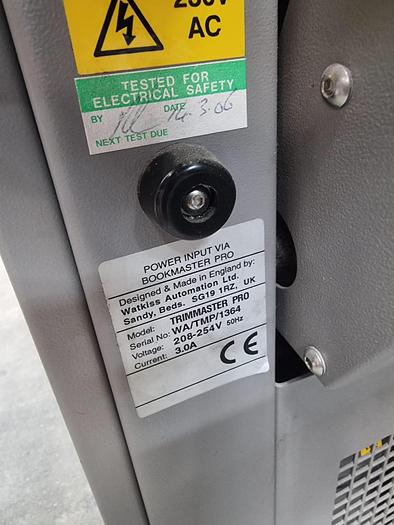 230V
AC
TESTED FOR
ELECTRICAL SAFETY
BY DATE 14.3.06
NEXT TEST DUE
POWER INPUT VIA
BOOKMASTER PRO
Designed & Made in England by:
Watkiss Automation Ltd.
Sandy, Beds. SG19 1RZ, UK
Model: TRIMMASTER PRO
Serial No: WA/TMP/1364
Voltage: 208-254V 50Hz
Current: 3.0A
CE